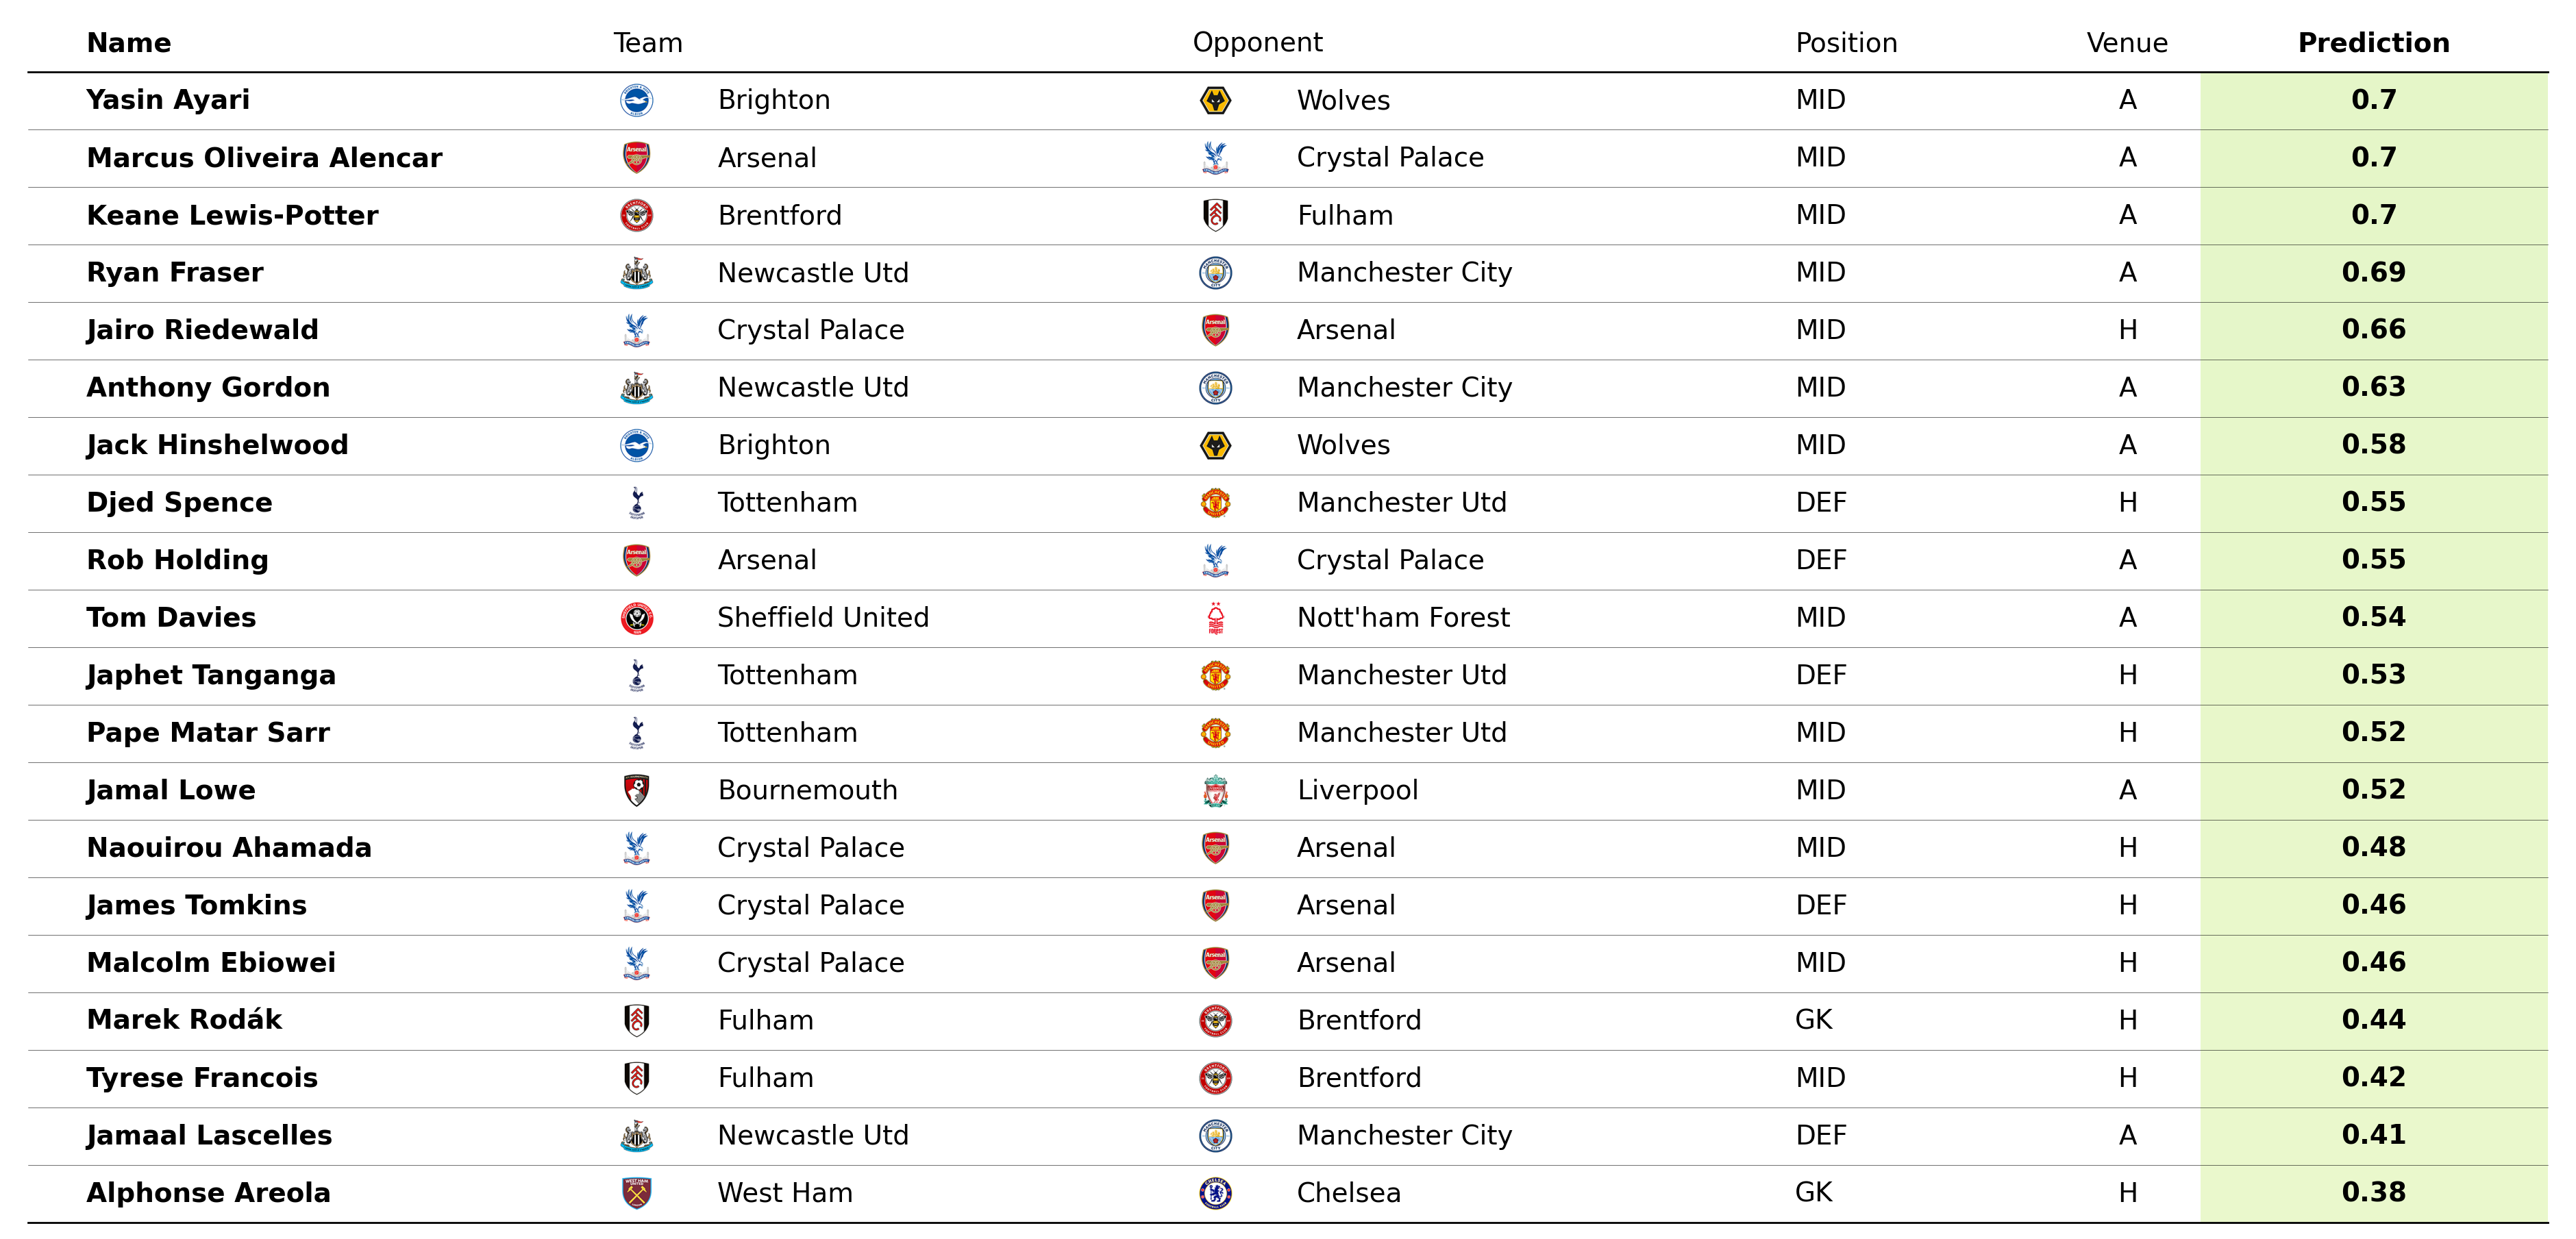 Name Team Opponent Position Venue Prediction
Yasin Ayari Brighton Wolves MID A 0.7
Marcus Oliveira Alencar Arsenal Crystal Palace MID A 0.7
Keane Lewis-Potter Brentford Fulham MID A 0.7
Ryan Fraser Newcastle Utd Manchester City MID A 0.69
Jairo Riedewald Crystal Palace Arsenal MID H 0.66
Anthony Gordon Newcastle Utd Manchester City MID A 0.63
Jack Hinshelwood Brighton Wolves MID A 0.58
Djed Spence Tottenham Manchester Utd DEF H 0.55
Rob Holding Arsenal Crystal Palace DEF A 0.55
Tom Davies Sheffield United Nott'ham Forest MID A 0.54
Japhet Tanganga Tottenham Manchester Utd DEF H 0.53
Pape Matar Sarr Tottenham Manchester Utd MID H 0.52
Jamal Lowe Bournemouth Liverpool MID A 0.52
Naouirou Ahamada Crystal Palace Arsenal MID H 0.48
James Tomkins Crystal Palace Arsenal DEF H 0.46
Malcolm Ebiowei Crystal Palace Arsenal MID H 0.46
Marek Rodák Fulham Brentford GK H 0.44
Tyrese Francois Fulham Brentford MID H 0.42
Jamaal Lascelles Newcastle Utd Manchester City DEF A 0.41
Alphonse Areola West Ham Chelsea GK H 0.38